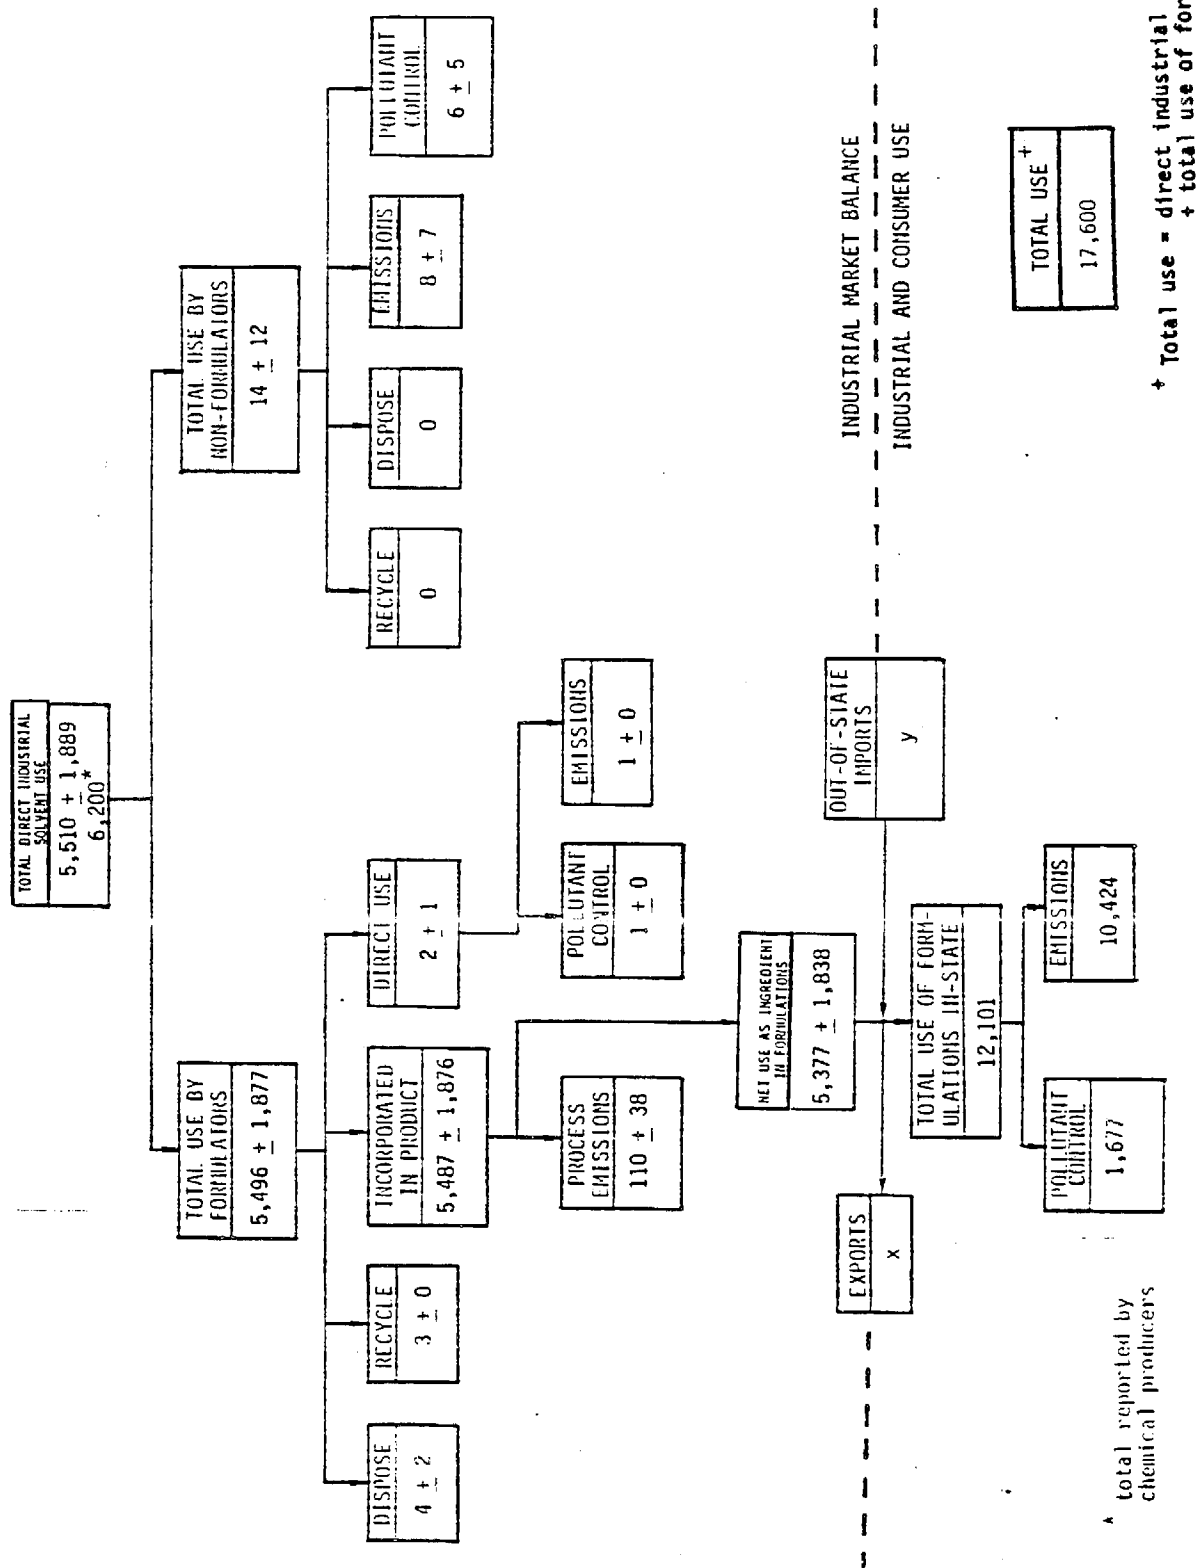 TOTAL DIRECT INDUSTRIAL
SOLVENT USE
5,510 ± 1,889
6,200*
TOTAL USE BY
FORMULATORS
5,496 ± 1,877
TOTAL USE BY
NON-FORMULATORS
14 ± 12
DISPOSE
4 ± 2
RECYCLE
3 ± 0
INCORPORATED
IN PRODUCT
5,487 ± 1,876
DIRECT USE
2 ± 1
RECYCLE
0
DISPOSE
0
EMISSIONS
8 ± 7
POLLUTANT
CONTROL
6 ± 5
PROCESS
EMISSIONS
110 ± 38
POLLUTANT
CONTROL
1 ± 0
EMISSIONS
1 ± 0
NET USE AS INGREDIENT
IN FORMULATIONS
5,377 ± 1,838
EXPORTS
x
OUT-OF-STATE
IMPORTS
y
INDUSTRIAL MARKET BALANCE
INDUSTRIAL AND CONSUMER USE
TOTAL USE OF FORM-
ULATIONS IN-STATE
12,101
POLLUTANT
CONTROL
1,677
EMISSIONS
10,424
TOTAL USE+
17,600
* total reported by
chemical producers
+ Total use = direct industrial
+ total use of for